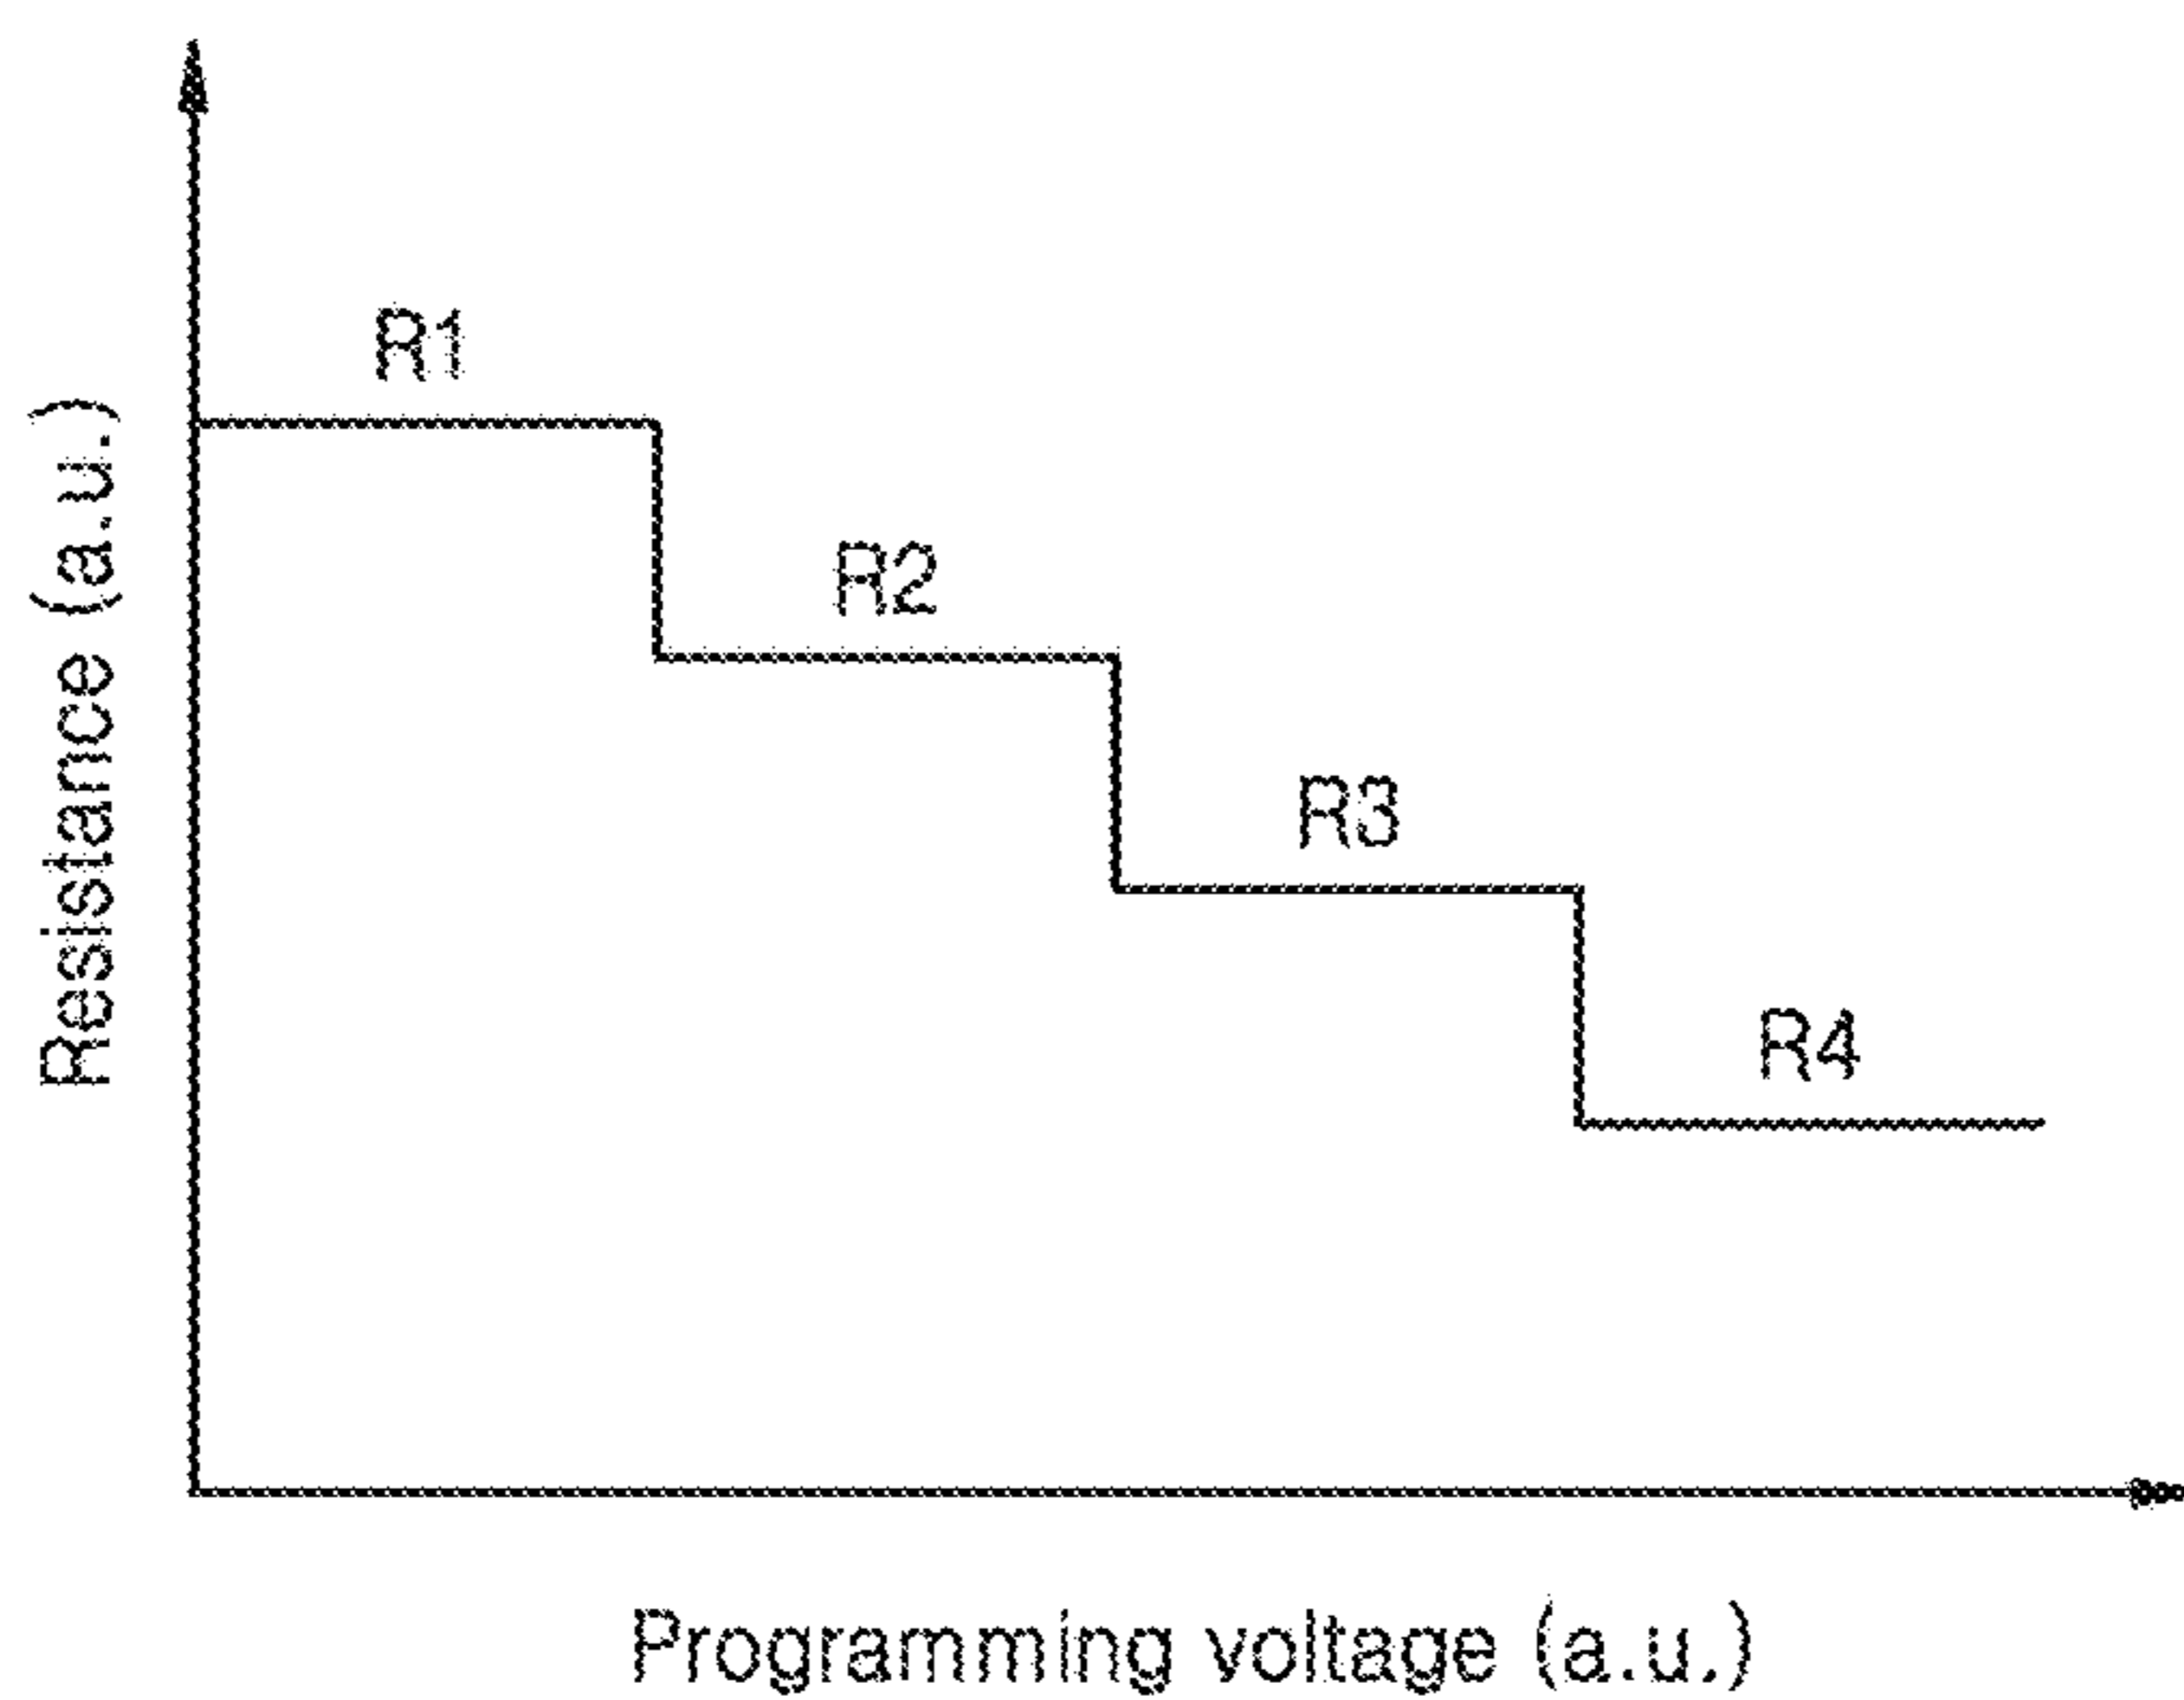 R1
R2
R3
R4
Resistance (a.u.)
Programming voltage (a.u.)